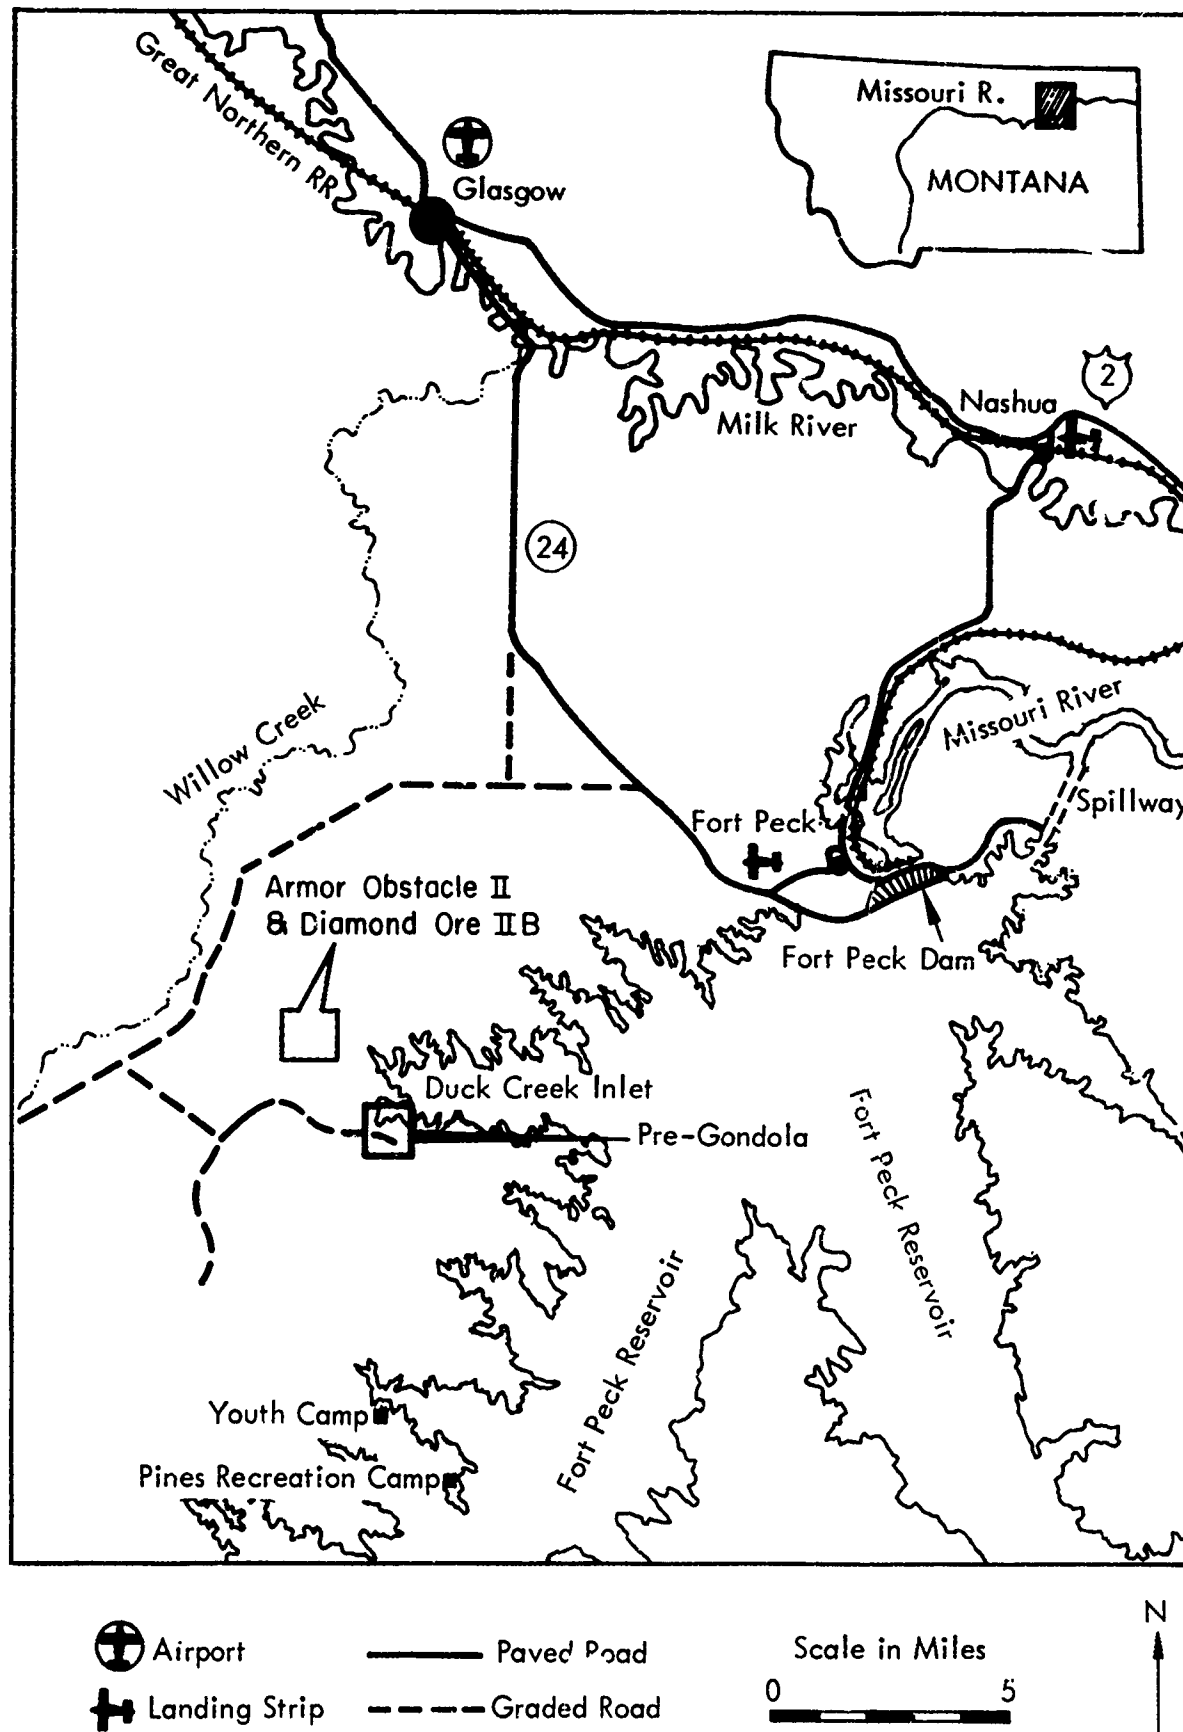 Great Northern RR
Glasgow
Missouri R.
MONTANA
Nashua
2
Milk River
24
Willow Creek
Missouri River
Spillway
Fort Peck
Armor Obstacle II
& Diamond Ore IIB
Fort Peck Dam
Duck Creek Inlet
Pre-Gondola
Fort Peck Reservoir
Fort Peck Reservoir
Youth Camp
Pines Recreation Camp
N
Airport
Paved Road
Scale in Miles
Landing Strip
Graded Road
0 5